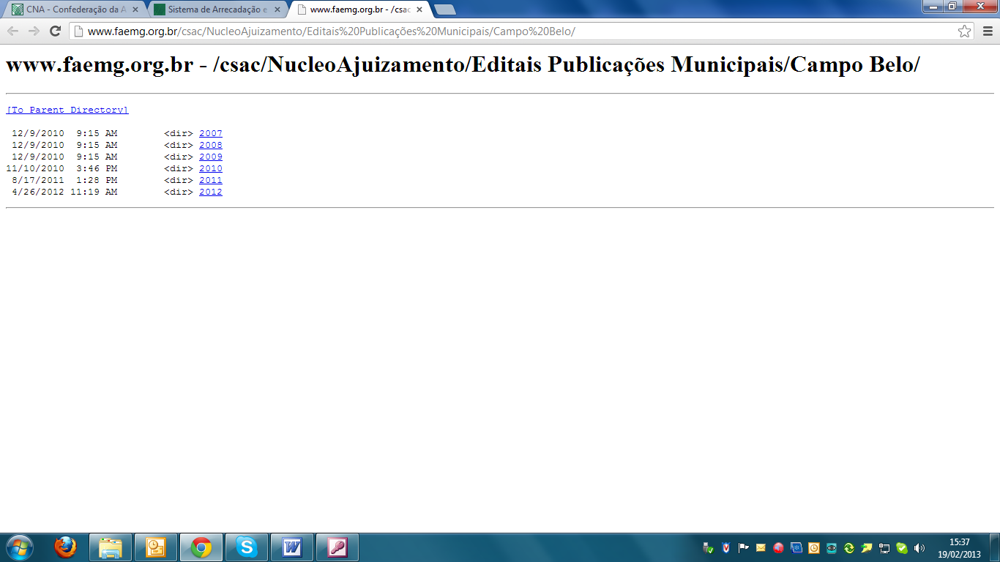 CNA - Confederação da A
Sistema de Arrecadação e
www.faemg.org.br - /csac
www.faemg.org.br/csac/NucleoAjuizamento/Editais%20Publicações%20Municipais/Campo%20Belo/
www.faemg.org.br - /csac/NucleoAjuizamento/Editais Publicações Municipais/Campo Belo/
[To Parent Directory]
12/9/2010 9:15 AM <dir> 2007
12/9/2010 9:15 AM <dir> 2008
12/9/2010 9:15 AM <dir> 2009
11/10/2010 3:46 PM <dir> 2010
8/17/2011 1:28 PM <dir> 2011
4/26/2012 11:19 AM <dir> 2012
15:37
19/02/2013